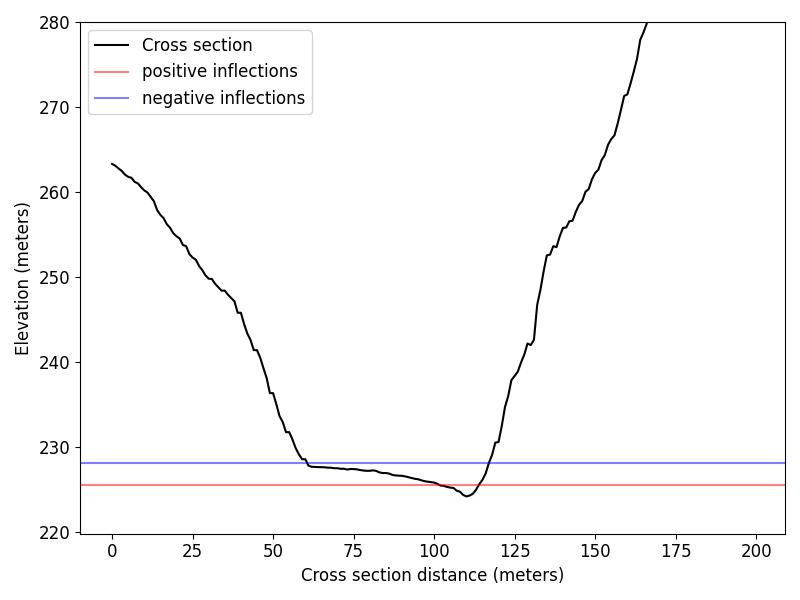 280
270
260
250
240
230
220
Elevation (meters)
Cross section
positive inflections
negative inflections
0 25 50 75 100 125 150 175 200
Cross section distance (meters)